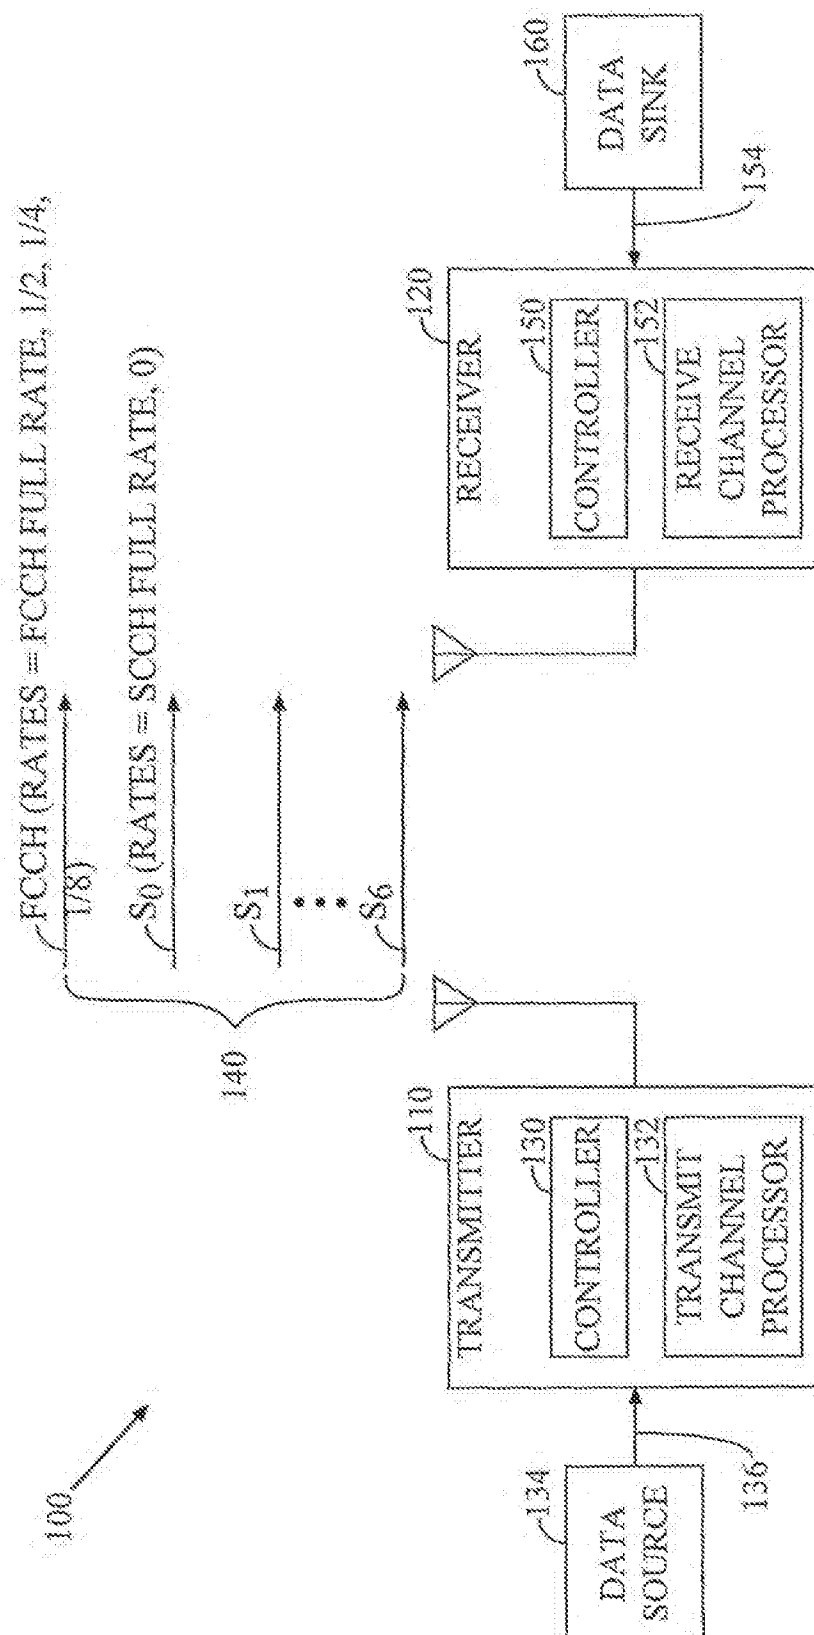 100
FCCH (RATES = FCCH FULL RATE, 1/2, 1/4,
1/8)
S0 (RATES = SCCH FULL RATE, 0)
S1
S6
140
110
TRANSMITTER
130
CONTROLLER
132
TRANSMIT
CHANNEL
PROCESSOR
134
DATA
SOURCE
136
120
RECEIVER
150
CONTROLLER
152
RECEIVE
CHANNEL
PROCESSOR
160
DATA
SINK
154